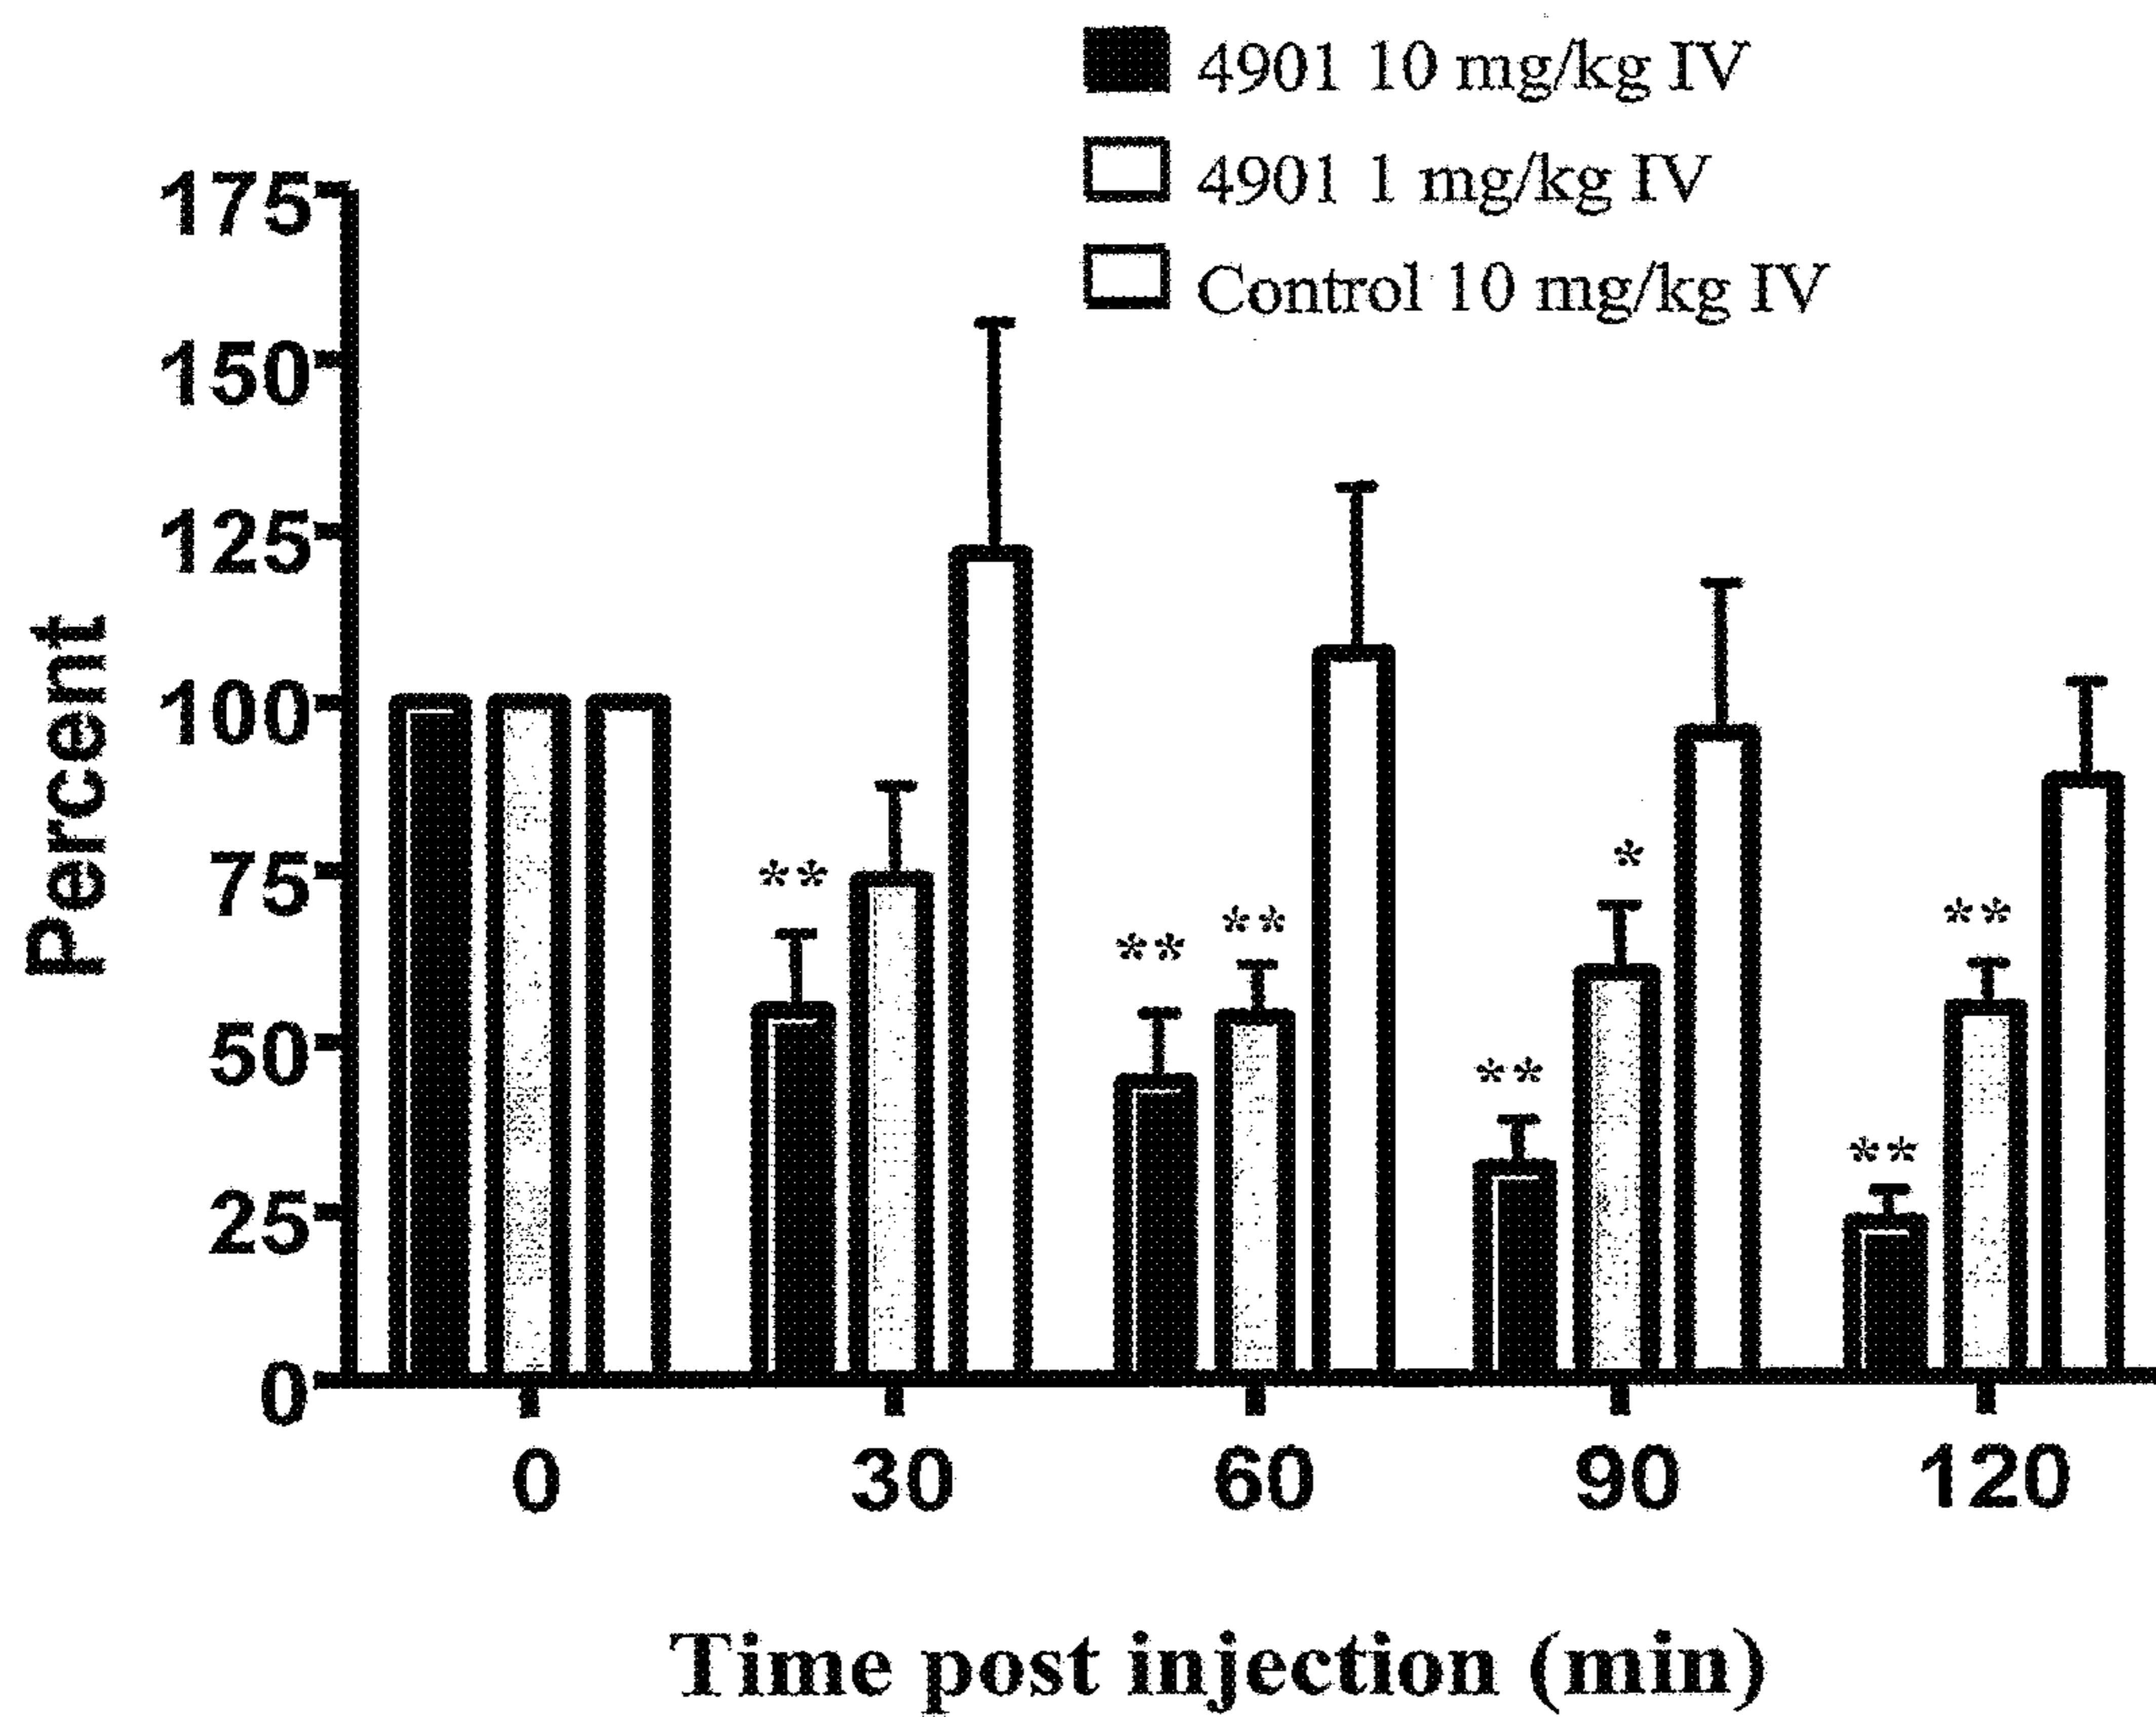 4901 10 mg/kg IV
4901 1 mg/kg IV
Control 10 mg/kg IV
175
150
125
100
75
50
25
0
Percent
**
** **
** *
** **
0 30 60 90 120
Time post injection (min)